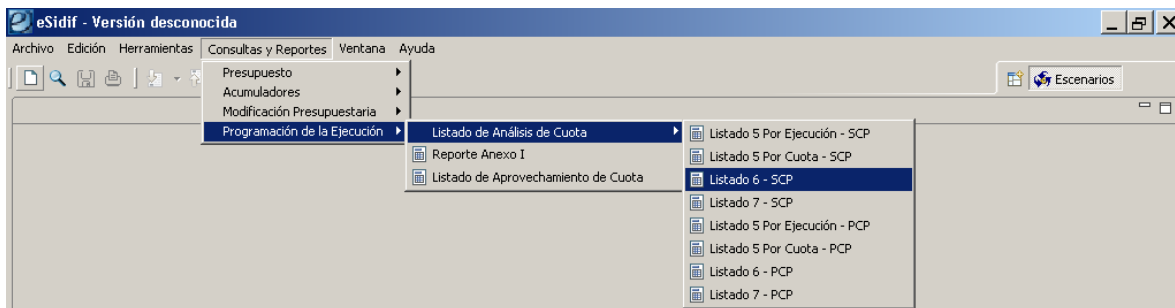 eSidif - Versión desconocida
Archivo Edición Herramientas Consultas y Reportes Ventana Ayuda
Presupuesto
Acumuladores
Modificación Presupuestaria
Programación de la Ejecución
Escenarios
Listado de Análisis de Cuota
Reporte Anexo I
Listado de Aprovechamiento de Cuota
Listado 5 Por Ejecución - SCP
Listado 5 Por Cuota - SCP
Listado 6 - SCP
Listado 7 - SCP
Listado 5 Por Ejecución - PCP
Listado 5 Por Cuota - PCP
Listado 6 - PCP
Listado 7 - PCP